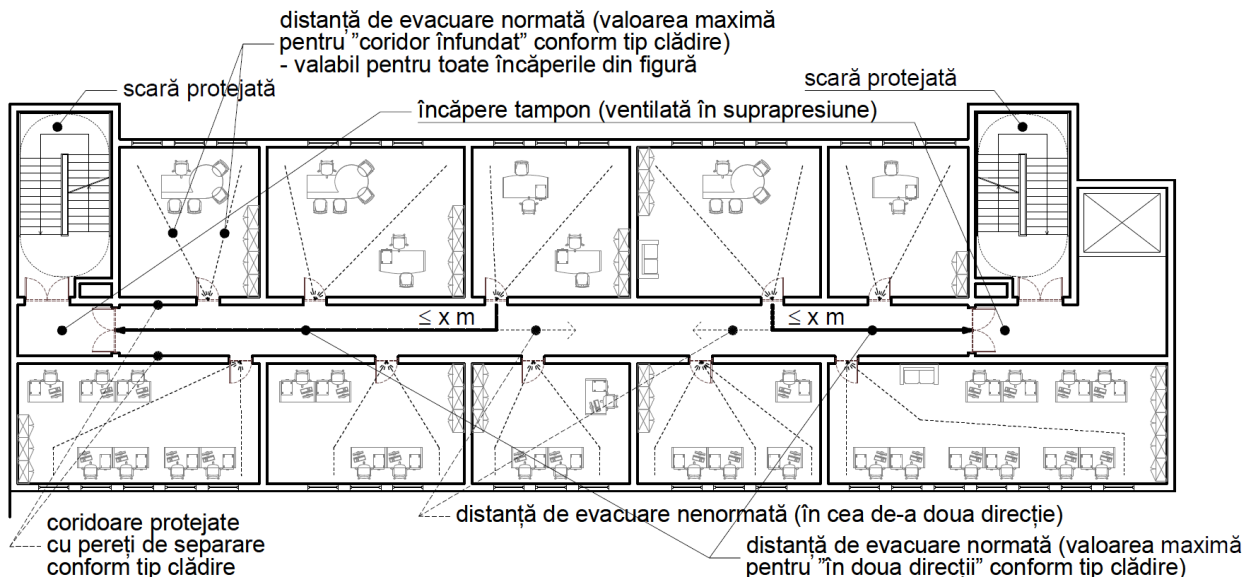 distanță de evacuare normată (valoarea maximă
pentru ”coridor înfundat” conform tip clădire)
- valabil pentru toate încăperile din figură
scară protejată
scară protejată
încăpere tampon (ventilată în suprapresiune)
≤ x m
≤ x m
distanță de evacuare nenormată (în cea de-a doua direcție)
coridoare protejate
cu pereți de separare
conform tip clădire
distanță de evacuare normată (valoarea maximă
pentru ”în doua direcții” conform tip clădire)